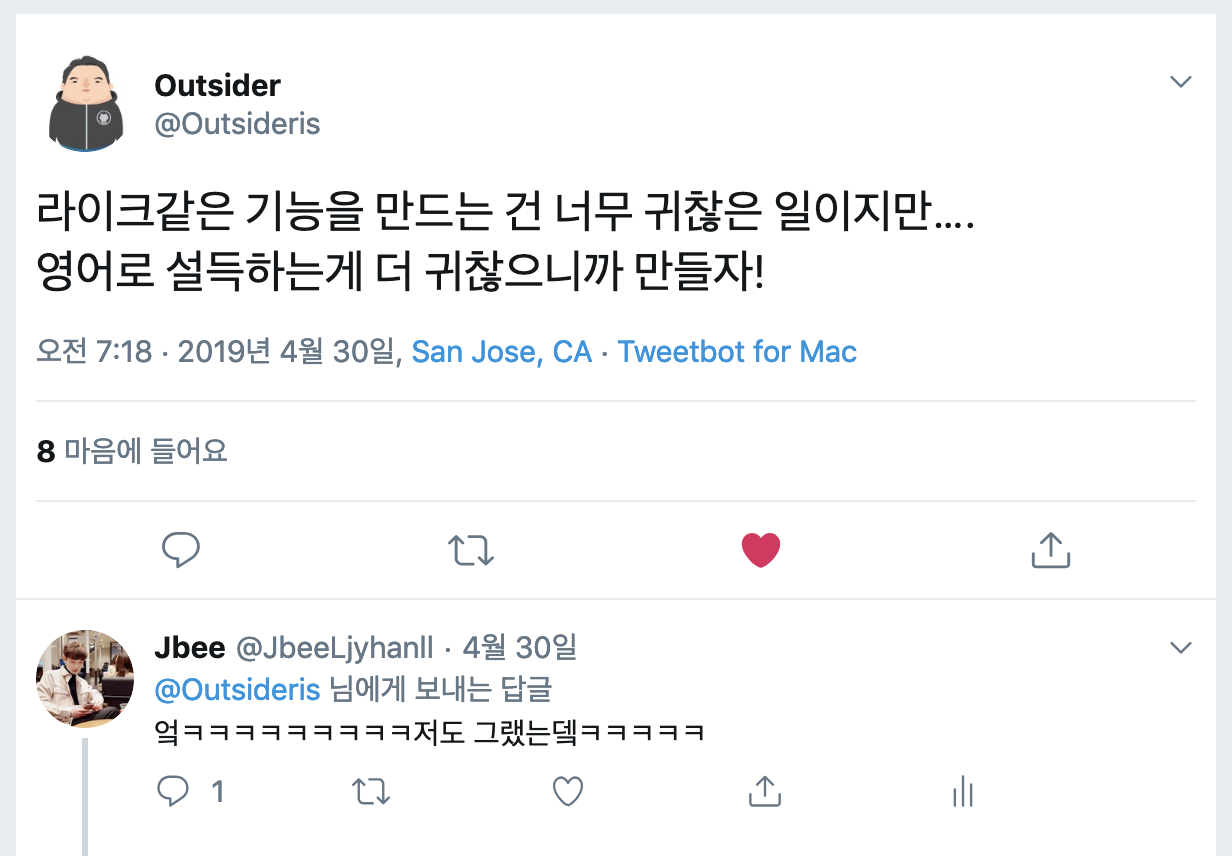 Outsider
@Outsideris
라이크같은 기능을 만드는 건 너무 귀찮은 일이지만....
영어로 설득하는게 더 귀찮으니까 만들자!
오전 7:18 · 2019년 4월 30일, San Jose, CA · Tweetbot for Mac
8 마음에 들어요
Jbee @JbeeLjyhanll · 4월 30일
@Outsideris 님에게 보내는 답글
엌ㅋㅋㅋㅋㅋㅋㅋㅋㅋ저도 그랬는뎈ㅋㅋㅋㅋㅋ
1